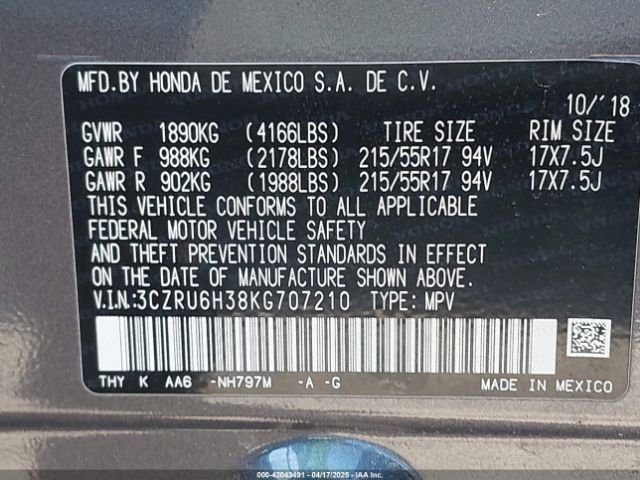 MFD.BY HONDA DE MEXICO S.A. DE C.V.
10/'18
GVWR 1890KG (4166LBS) TIRE SIZE RIM SIZE
GAWR F 988KG (2178LBS) 215/55R17 94V 17X7.5J
GAWR R 902KG (1988LBS) 215/55R17 94V 17X7.5J
THIS VEHICLE CONFORMS TO ALL APPLICABLE
FEDERAL MOTOR VEHICLE SAFETY
AND THEFT PREVENTION STANDARDS IN EFFECT
ON THE DATE OF MANUFACTURE SHOWN ABOVE.
V.I.N:3CZRU6H38KG707210 TYPE: MPV
THY K AA6 -NH797M -A -G MADE IN MEXICO
00-42043491 - 04/17/2025 - IAAI.COM